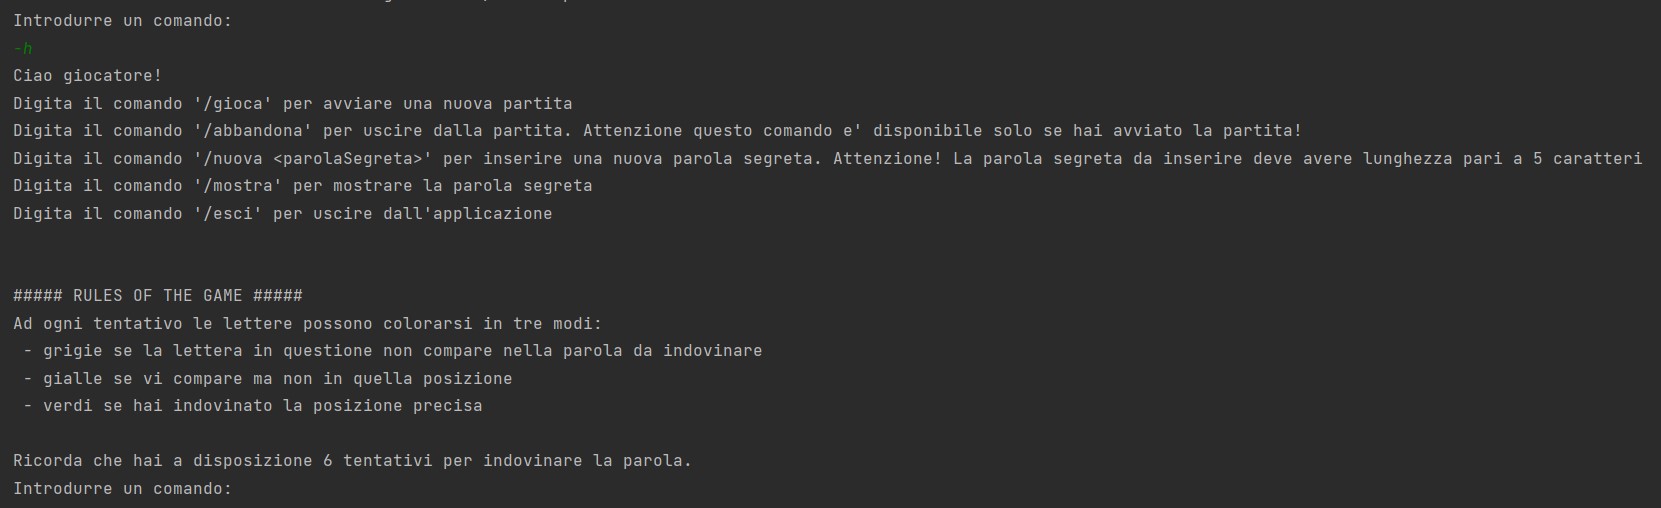 Introdurre un comando:
-h
Ciao giocatore!
Digita il comando '/gioca' per avviare una nuova partita
Digita il comando '/abbandona' per uscire dalla partita. Attenzione questo comando e' disponibile solo se hai avviato la partita!
Digita il comando '/nuova <parolaSegreta>' per inserire una nuova parola segreta. Attenzione! La parola segreta da inserire deve avere lunghezza pari a 5 caratteri
Digita il comando '/mostra' per mostrare la parola segreta
Digita il comando '/esci' per uscire dall'applicazione
##### RULES OF THE GAME #####
Ad ogni tentativo le lettere possono colorarsi in tre modi:
- grigie se la lettera in questione non compare nella parola da indovinare
- gialle se vi compare ma non in quella posizione
- verdi se hai indovinato la posizione precisa
Ricorda che hai a disposizione 6 tentativi per indovinare la parola.
Introdurre un comando: